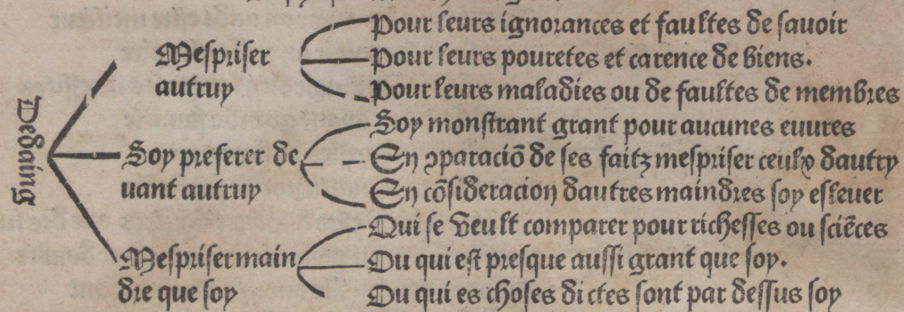 Dedaing
Mespriser
autruy
Pour leurs ignorances et faultes de sauoir
Pour leurs pouretes et carence de biens.
Pour leurs maladies ou de faultes de membres
Soy preferer de
uant autruy
Soy monstrant grant pour aucunes euures
En ꝯparaciõ de ses faitz mespriser ceulx dautry
En cõsideracion dautres maindres soy esleuer
Mespriser main
dre que soy
Qui se veult comparer pour richesses ou sciẽces
Ou qui est presque aussi grant que soy.
Ou qui es choses dictes sont par dessus soy